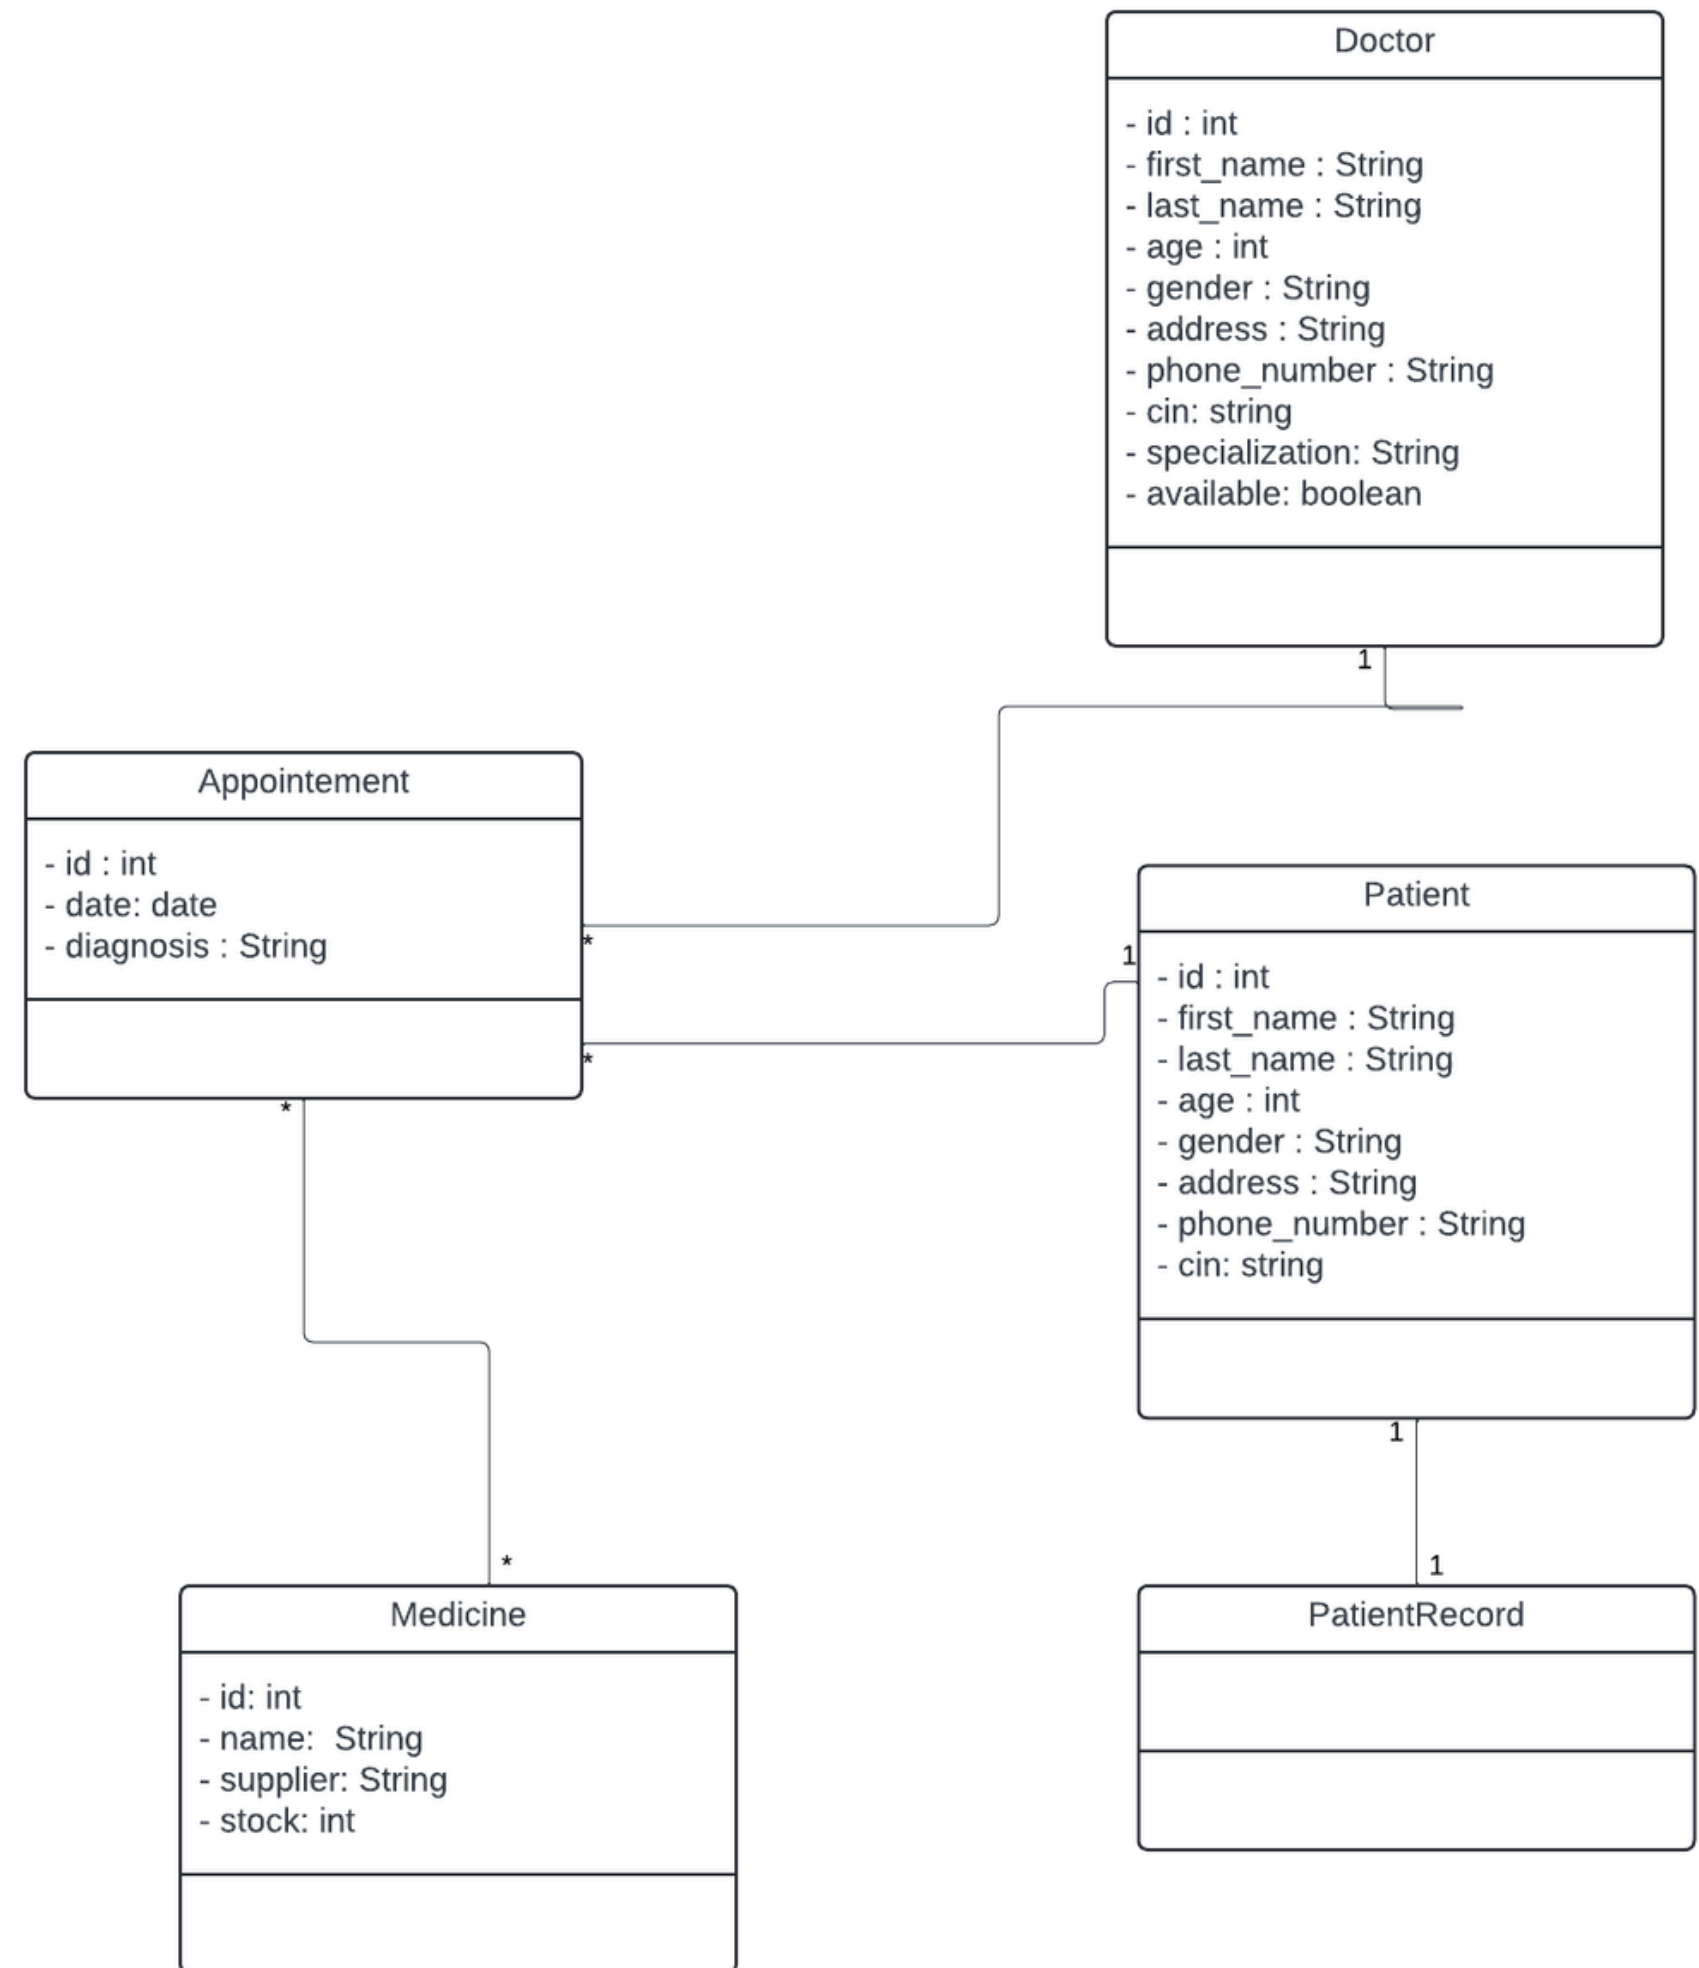 Doctor
- id : int
- first_name : String
- last_name : String
- age : int
- gender : String
- address : String
- phone_number : String
- cin: string
- specialization: String
- available: boolean
1
Appointement
- id : int
- date: date
- diagnosis : String
*
*
*
Patient
1
- id : int
- first_name : String
- last_name : String
- age : int
- gender : String
- address : String
- phone_number : String
- cin: string
1
*
1
Medicine
- id: int
- name:  String
- supplier: String
- stock: int
PatientRecord